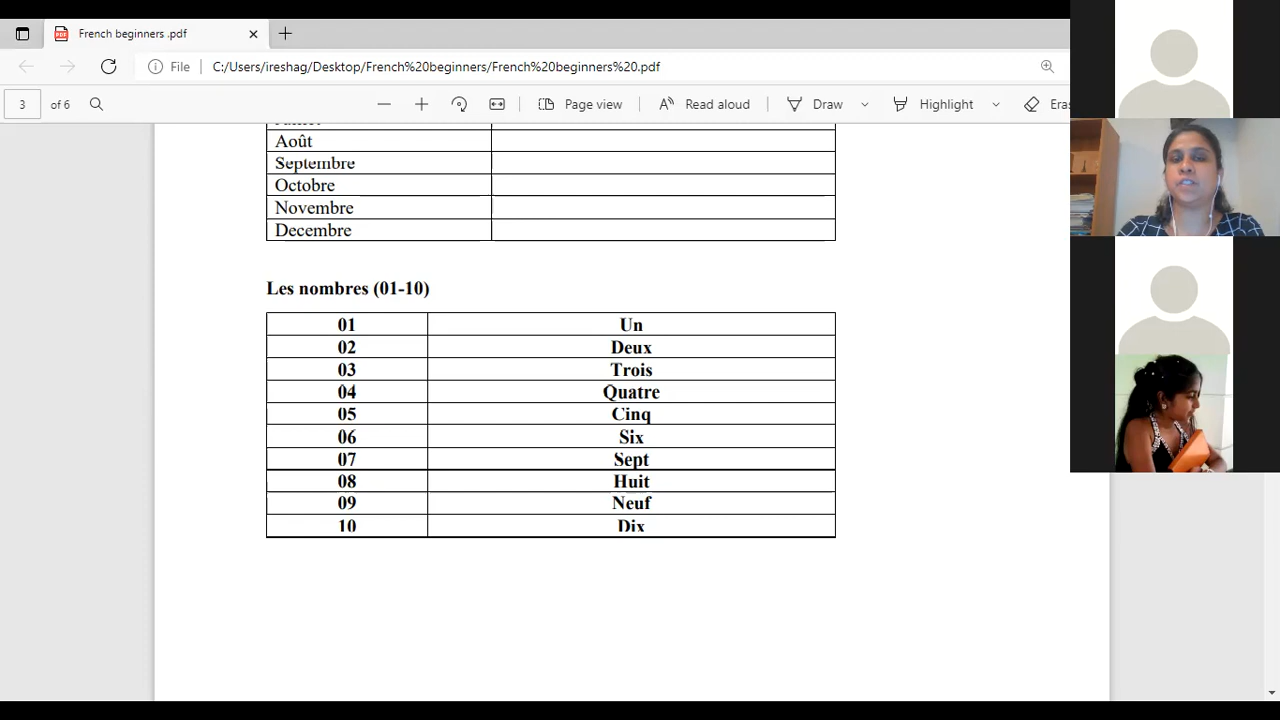 French beginners .pdf
File C:/Users/ireshag/Desktop/French%20beginners/French%20beginners%20.pdf
3 of 6 Page view Read aloud Draw Highlight
Août
Septembre
Octobre
Novembre
Decembre
Les nombres (01-10)
01 Un
02 Deux
03 Trois
04 Quatre
05 Cinq
06 Six
07 Sept
08 Huit
09 Neuf
10 Dix